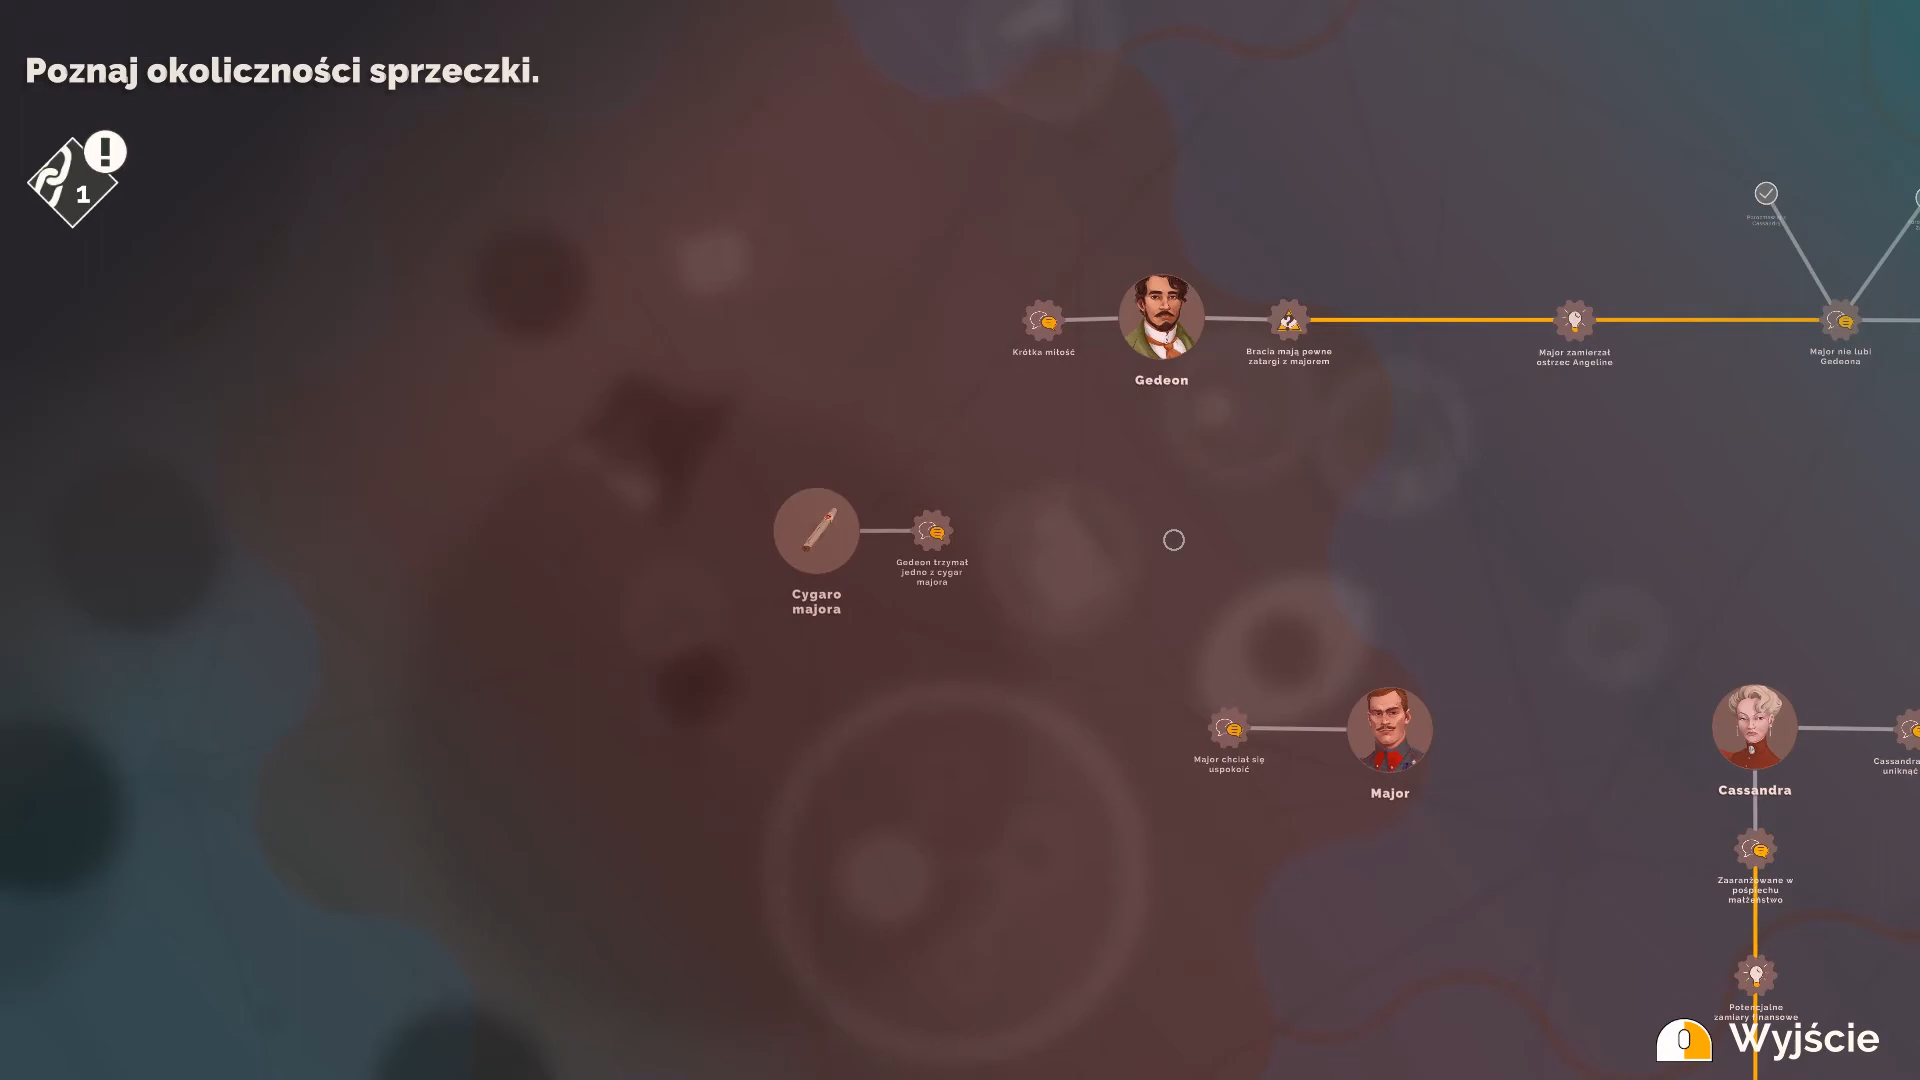 Poznaj okoliczności sprzeczki.
1
Krótka miłość
Gedeon
Bracia mają pewne
zatargi z majorem
Major zamierzał
ostrzec Angeline
Major nie lubi
Gedeona
Cygaro
majora
Gedeon trzymał
jedno z cygar
majora
Major chciał się
uspokoić
Major
Cassandra
Cassandra
uniknąć
Zaaranżowane w
pośpiechu
małżeństwo
Potencjalne
zamiary finansowe
Wyjście